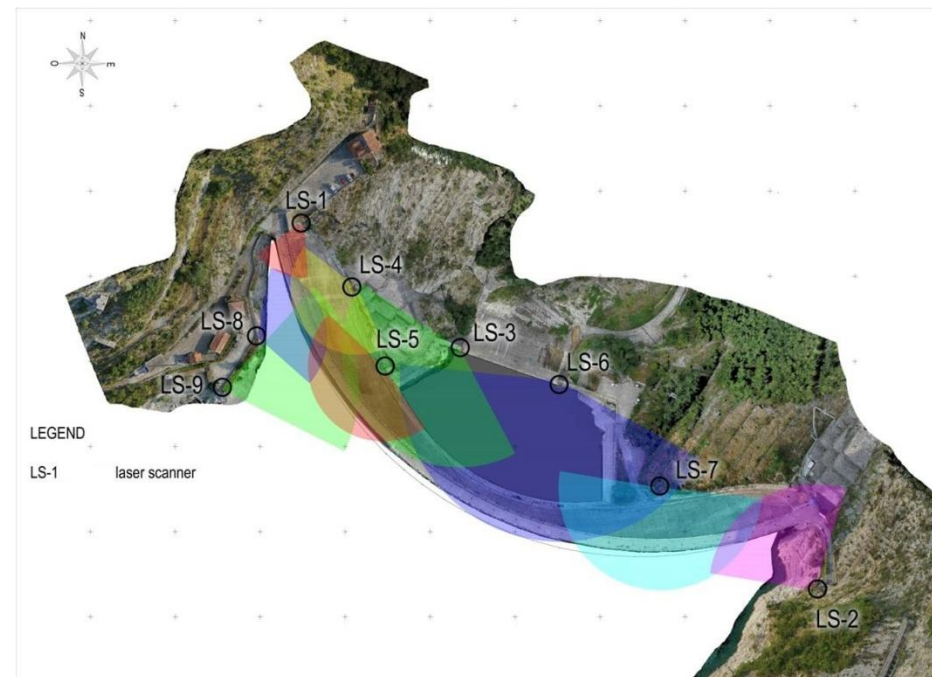 N
O E
S
LS-1
LS-4
LS-8
LS-5
LS-3
LS-6
LS-9
LEGEND
LS-1 laser scanner
LS-7
LS-2